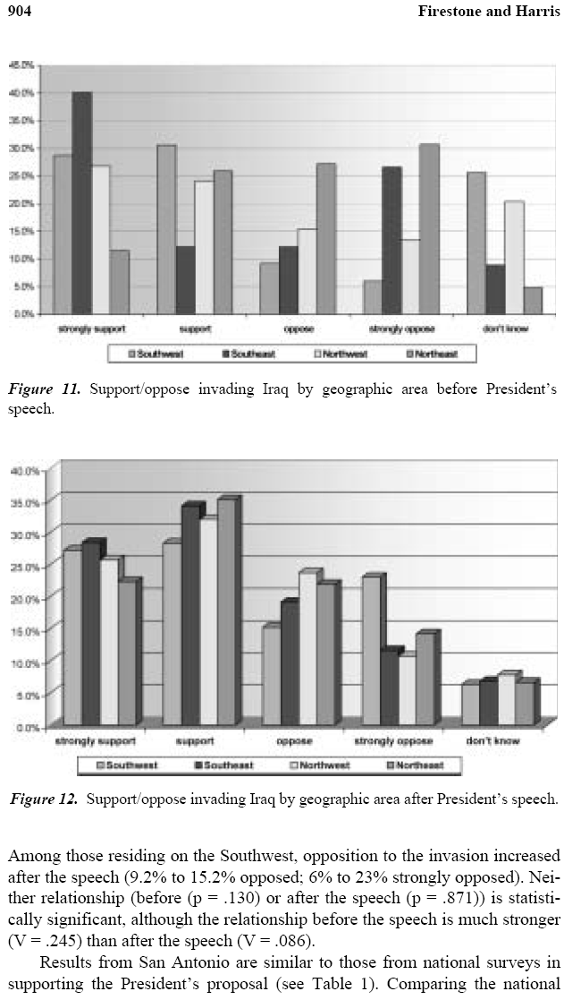 904
Firestone and Harris
45.0%
40.0%
35.0%
30.0%
25.0%
20.0%
15.0%
10.0%
5.0%
0.0%
strongly support support oppose strongly oppose don't know
Southwest Southeast Northwest Northeast
Figure 11. Support/oppose invading Iraq by geographic area before President's
speech.
40.0%
35.0%
30.0%
25.0%
20.0%
15.0%
10.0%
5.0%
0.0%
strongly support support oppose strongly oppose don't know
Southwest Southeast Northwest Northeast
Figure 12. Support/oppose invading Iraq by geographic area after President's speech.
Among those residing on the Southwest, opposition to the invasion increased
after the speech (9.2% to 15.2% opposed; 6% to 23% strongly opposed). Nei-
ther relationship (before (p = .130) or after the speech (p = .871)) is statisti-
cally significant, although the relationship before the speech is much stronger
(V = .245) than after the speech (V = .086).
Results from San Antonio are similar to those from national surveys in
supporting the President's proposal (see Table 1). Comparing the national